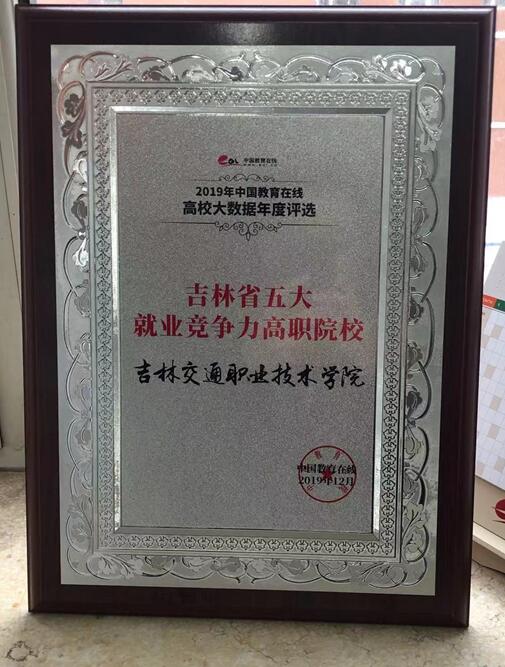 eol 中国教育在线
2019年中国教育在线
高校大数据年度评选
吉林省五大
就业竞争力高职院校
吉林交通职业技术学院
中国教育在线
2019年12月